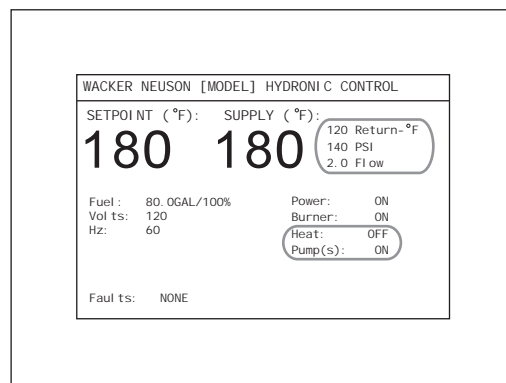 WACKER NEUSON [MODEL] HYDRONIC CONTROL
SETPOINT (°F): SUPPLY (°F):
180 180
120 Return-°F
140 PSI
2.0 Flow
Fuel: 80.0GAL/100% Power: ON
Volts: 120 Burner: ON
Hz: 60 Heat: OFF
Pump(s): ON
Faults: NONE